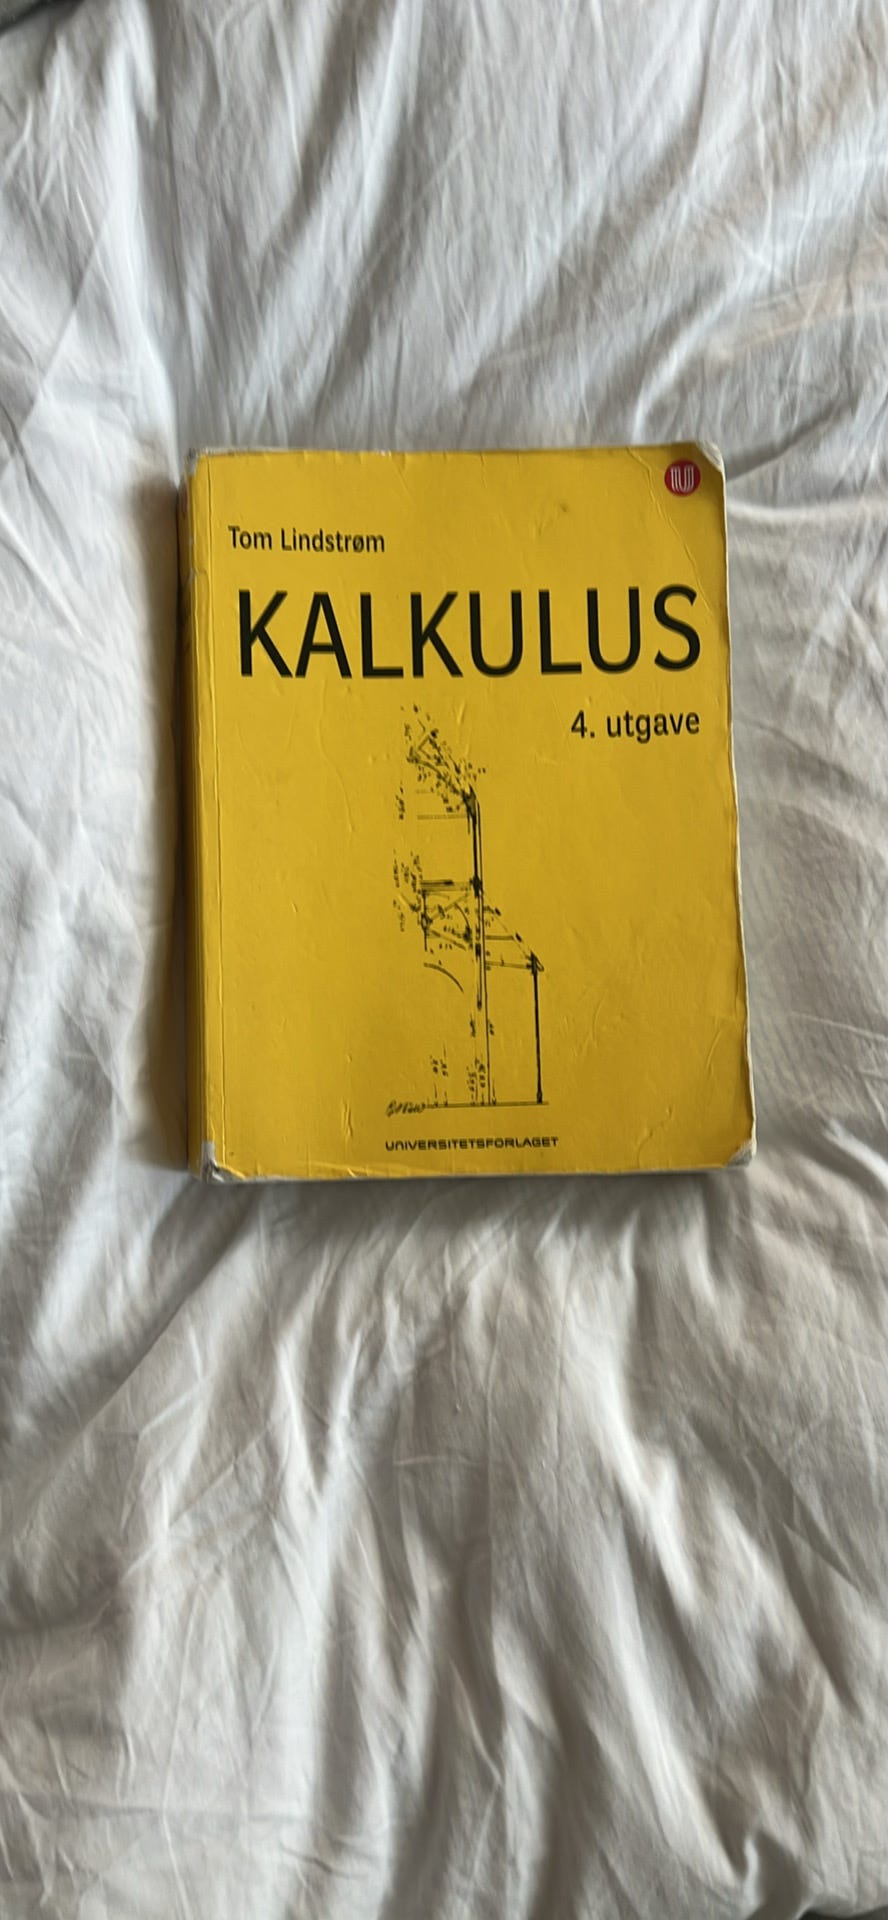 Tom Lindstrøm
KALKULUS
4. utgave
UNIVERSITETSFORLAGET